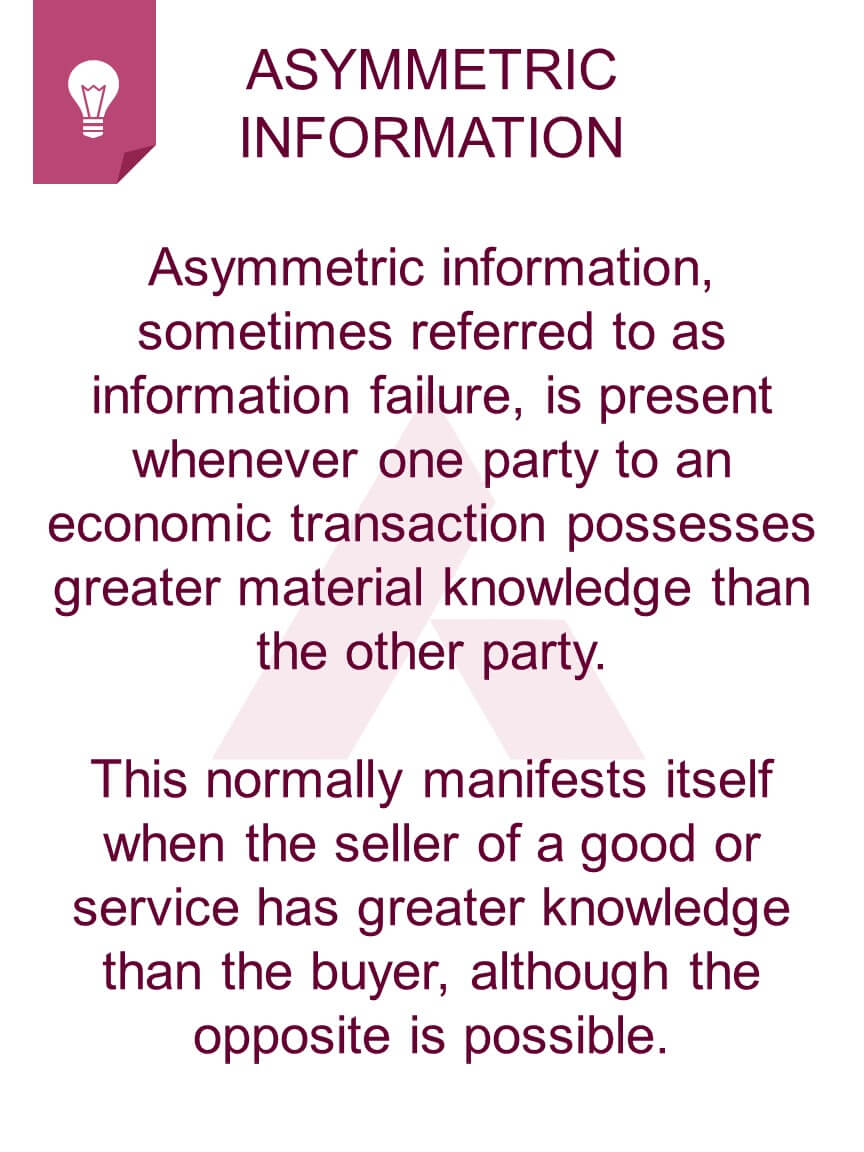 ASYMMETRIC
INFORMATION
Asymmetric information,
sometimes referred to as
information failure, is present
whenever one party to an
economic transaction possesses
greater material knowledge than
the other party.
This normally manifests itself
when the seller of a good or
service has greater knowledge
than the buyer, although the
opposite is possible.